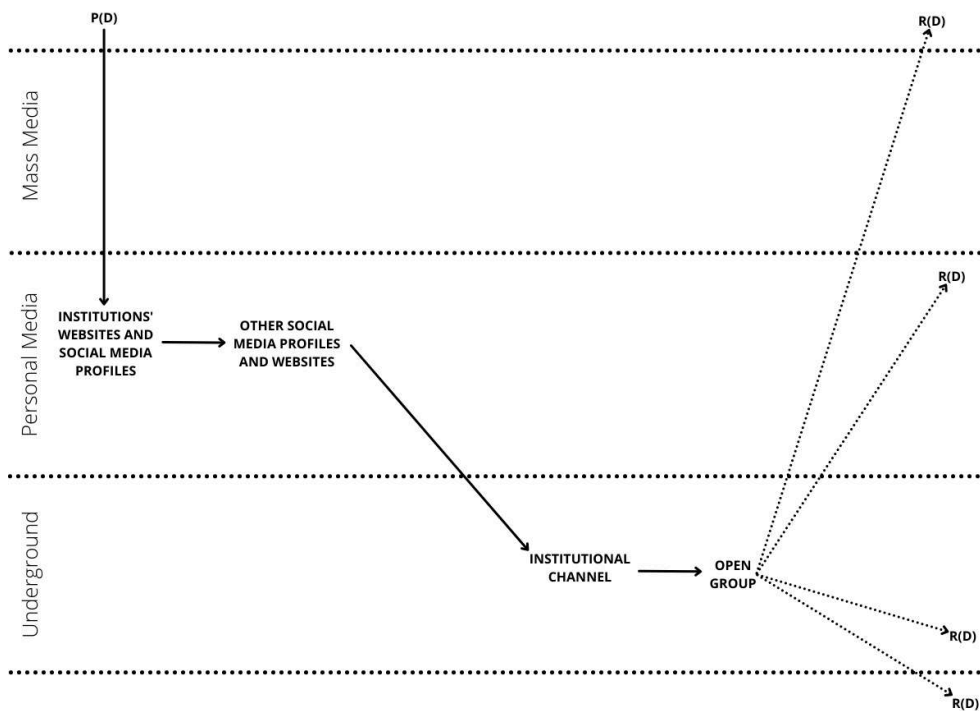 P(D)
R(D)
Mass Media
R(D)
Personal Media
INSTITUTIONS'
WEBSITES AND
SOCIAL MEDIA
PROFILES
OTHER SOCIAL
MEDIA PROFILES
AND WEBSITES
Underground
INSTITUTIONAL
CHANNEL
OPEN
GROUP
R(D)
R(D)